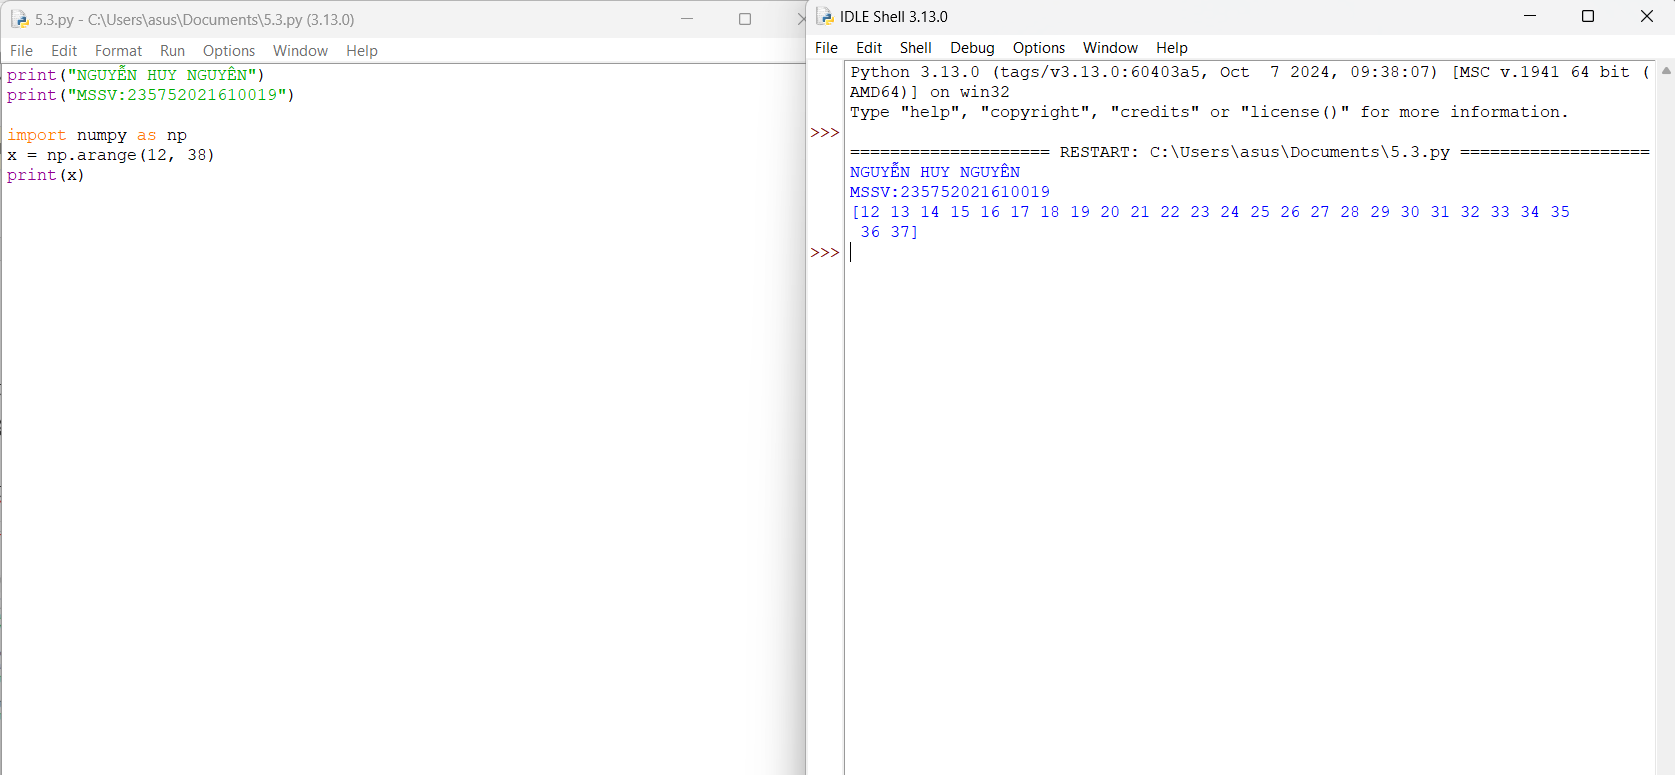 5.3.py - C:\Users\asus\Documents\5.3.py (3.13.0)
File Edit Format Run Options Window Help
print("NGUYỄN HUY NGUYÊN")
print("MSSV:235752021610019")
import numpy as np
x = np.arange(12, 38)
print(x)
IDLE Shell 3.13.0
File Edit Shell Debug Options Window Help
Python 3.13.0 (tags/v3.13.0:60403a5, Oct  7 2024, 09:38:07) [MSC v.1941 64 bit (
AMD64)] on win32
Type "help", "copyright", "credits" or "license()" for more information.
>>>
==================== RESTART: C:\Users\asus\Documents\5.3.py ===================
NGUYỄN HUY NGUYÊN
MSSV:235752021610019
[12 13 14 15 16 17 18 19 20 21 22 23 24 25 26 27 28 29 30 31 32 33 34 35
 36 37]
>>>